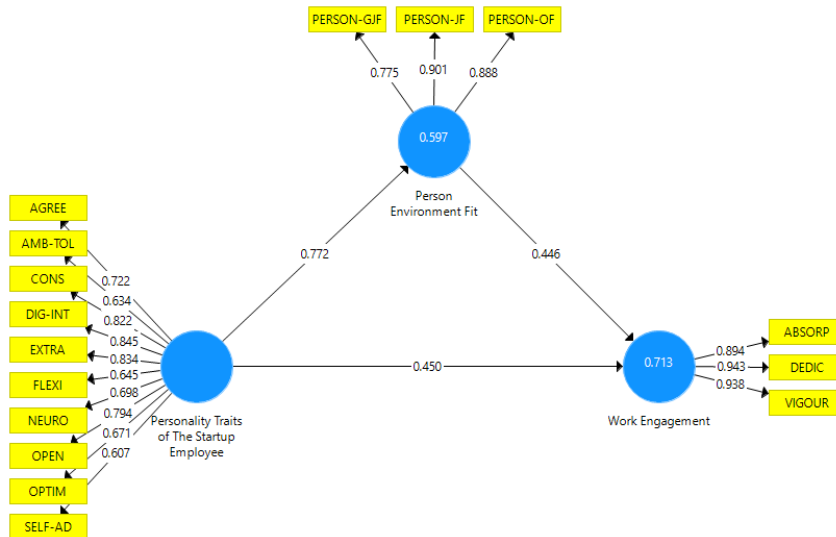 PERSON-GJF PERSON-JF PERSON-OF
0.775 0.901 0.888
0.597
Person
Environment Fit
AGREE
AMB-TOL
CONS
DIG-INT
EXTRA
FLEXI
NEURO
OPEN
OPTIM
SELF-AD
0.722
0.634
0.822
0.845
0.834
0.645
0.698
0.794
0.671
0.607
Personality Traits
of The Startup
Employee
0.772
0.446
0.450
0.713
Work Engagement
0.894
0.943
0.938
ABSORP
DEDIC
VIGOUR